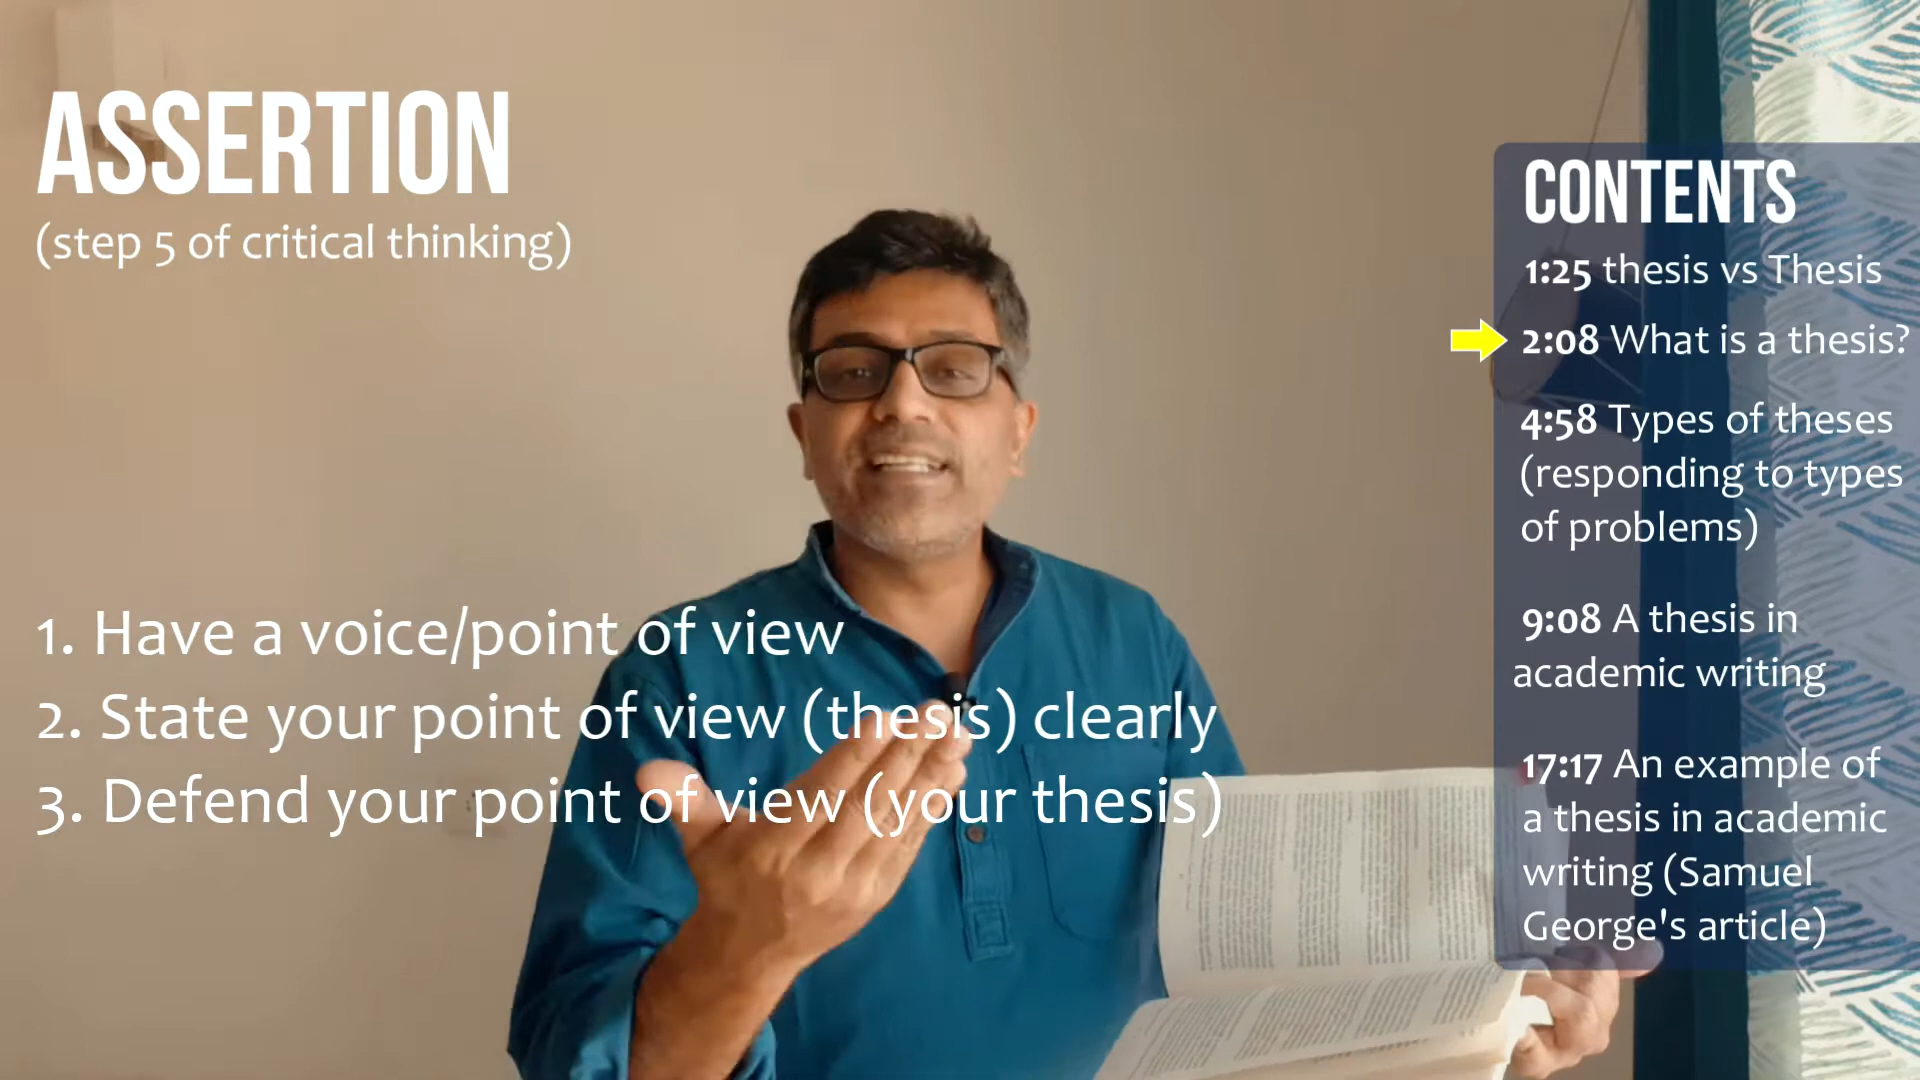 ASSERTION
(step 5 of critical thinking)
1. Have a voice/point of view
2. State your point of view (thesis) clearly
3. Defend your point of view (your thesis)
CONTENTS
1:25 thesis vs Thesis
2:08 What is a thesis?
4:58 Types of theses
(responding to types
of problems)
9:08 A thesis in
academic writing
17:17 An example of
a thesis in academic
writing (Samuel
George's article)